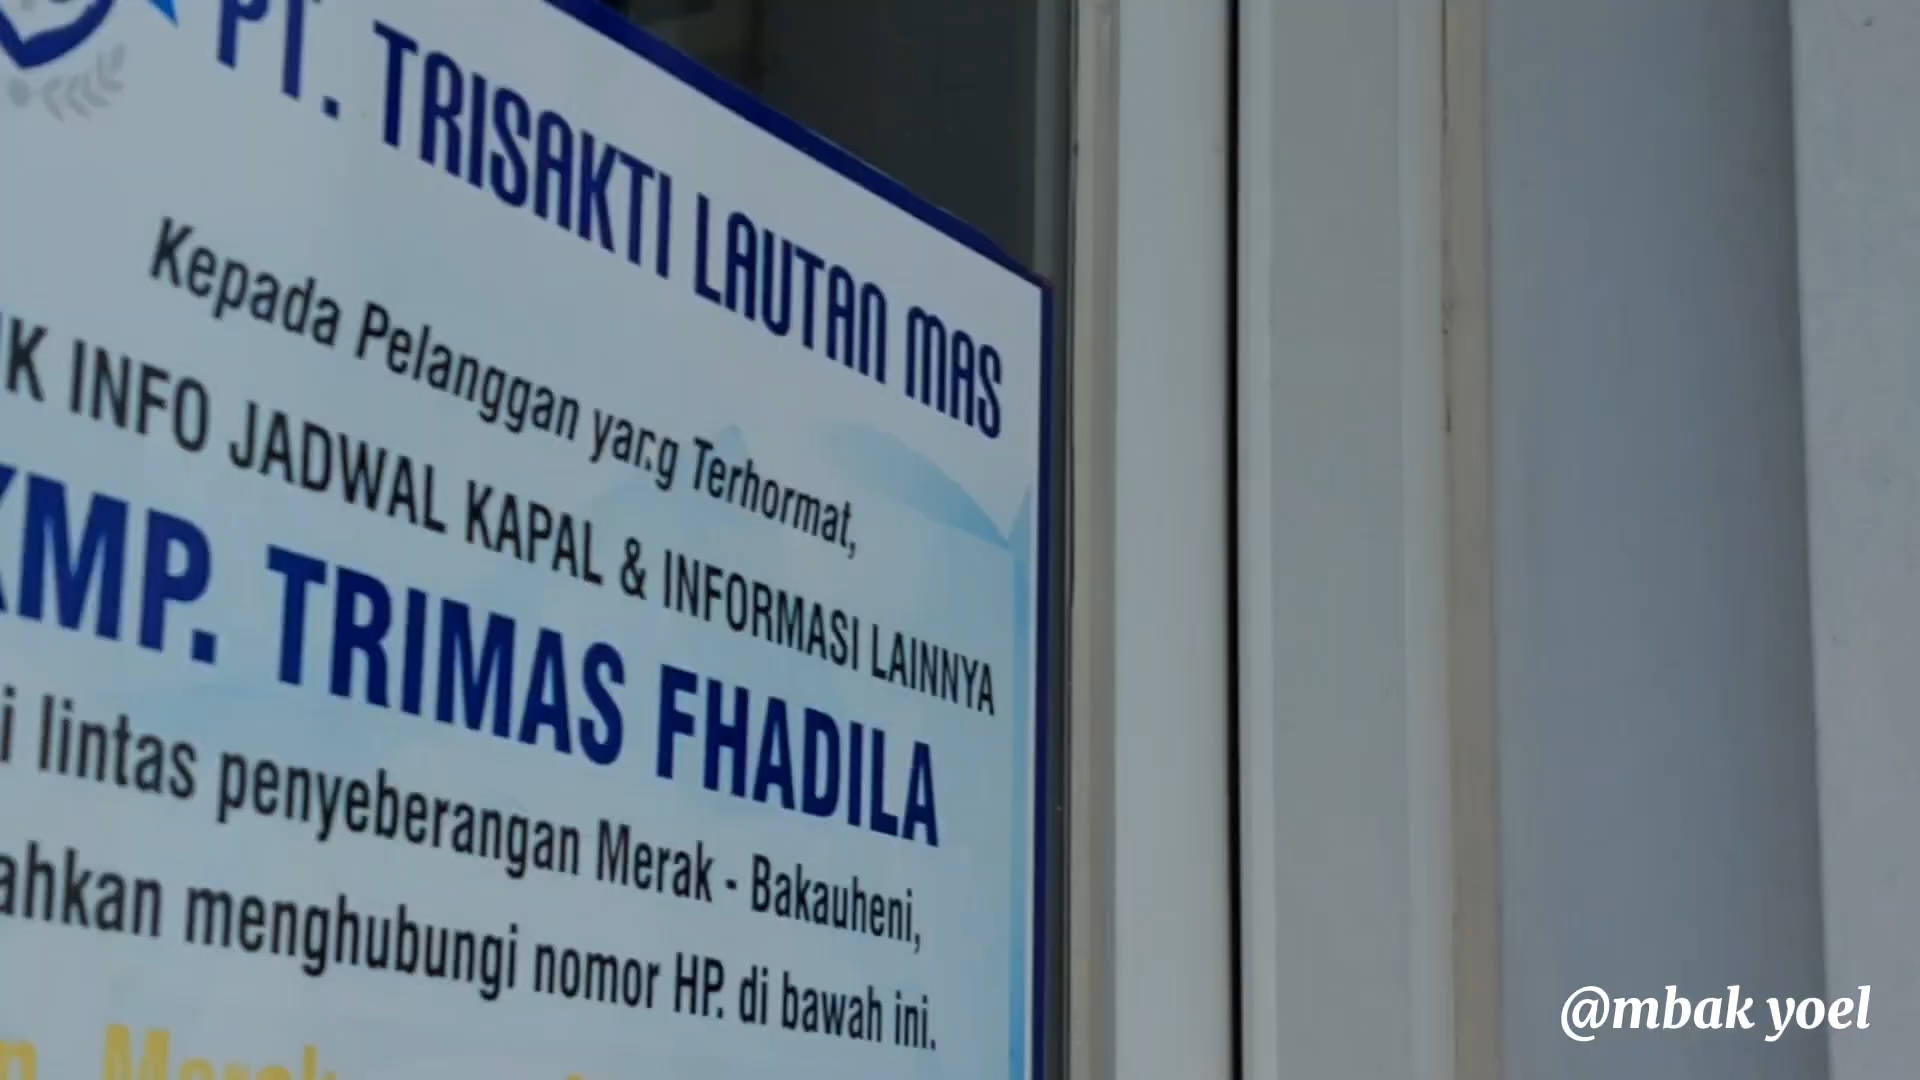 PT. TRISAKTI LAUTAN MAS
Kepada Pelanggan yang Terhormat,
INFO JADWAL KAPAL & INFORMASI LAINNYA
KMP. TRIMAS FHADILA
lintas penyeberangan Merak - Bakauheni,
menghubungi nomor HP. di bawah ini.
Merak
@mbak yoel